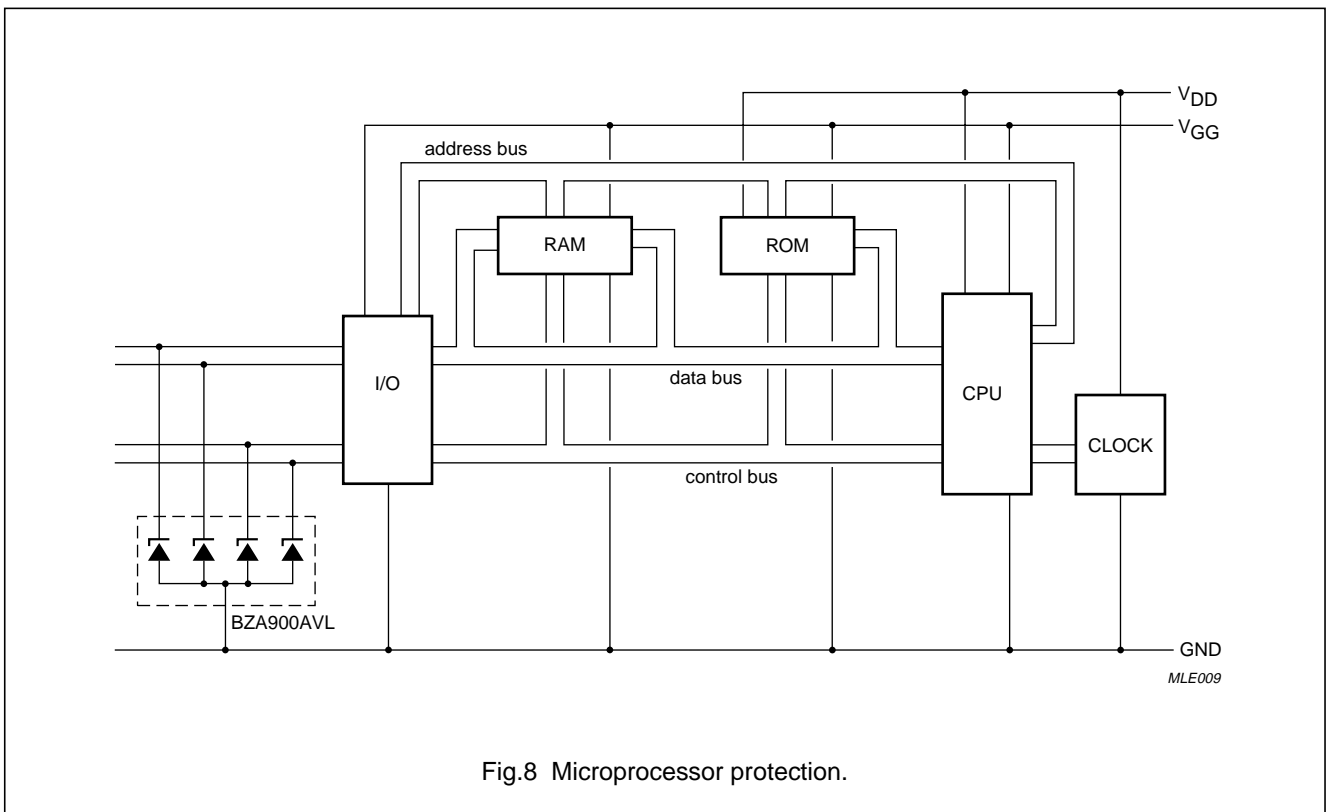 VDD
VGG
address bus
RAM
ROM
I/O
data bus
CPU
CLOCK
control bus
BZA900AVL
GND
MLE009
Fig.8 Microprocessor protection.